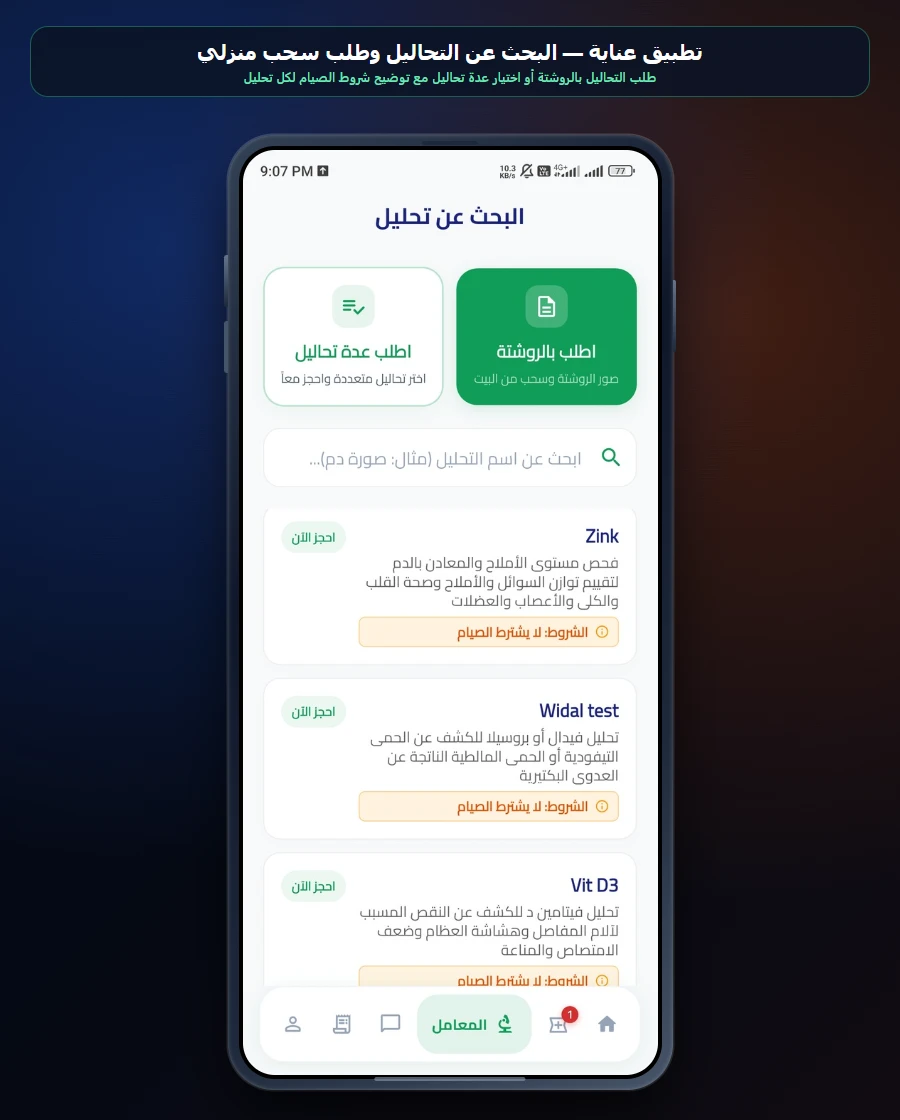 تطبيق عناية — البحث عن التحاليل وطلب سحب منزلي
طلب التحاليل بالروشتة أو اختيار عدة تحاليل مع توضيح شروط الصيام لكل تحليل
9:07 PM
10.3 KB/s
4G+
77
البحث عن تحليل
اطلب بالروشتة
صور الروشتة وسحب من البيت
اطلب عدة تحاليل
اختر تحاليل متعددة واحجز معاً
ابحث عن اسم التحليل (مثال: صورة دم)...
Zink
احجز الآن
فحص مستوى الأملاح والمعادن بالدم
لتقييم توازن السوائل والأملاح وصحة القلب
والكلى والأعصاب والعضلات
الشروط: لا يشترط الصيام
Widal test
احجز الآن
تحليل فيدال أو بروسيلا للكشف عن الحمى
التيفودية أو الحمى المالطية الناتجة عن
العدوى البكتيرية
الشروط: لا يشترط الصيام
Vit D3
احجز الآن
تحليل فيتامين د للكشف عن النقص المسبب
لآلام المفاصل وهشاشة العظام وضعف
الامتصاص والمناعة
الشروط: لا يشترط الصيام
1
المعامل